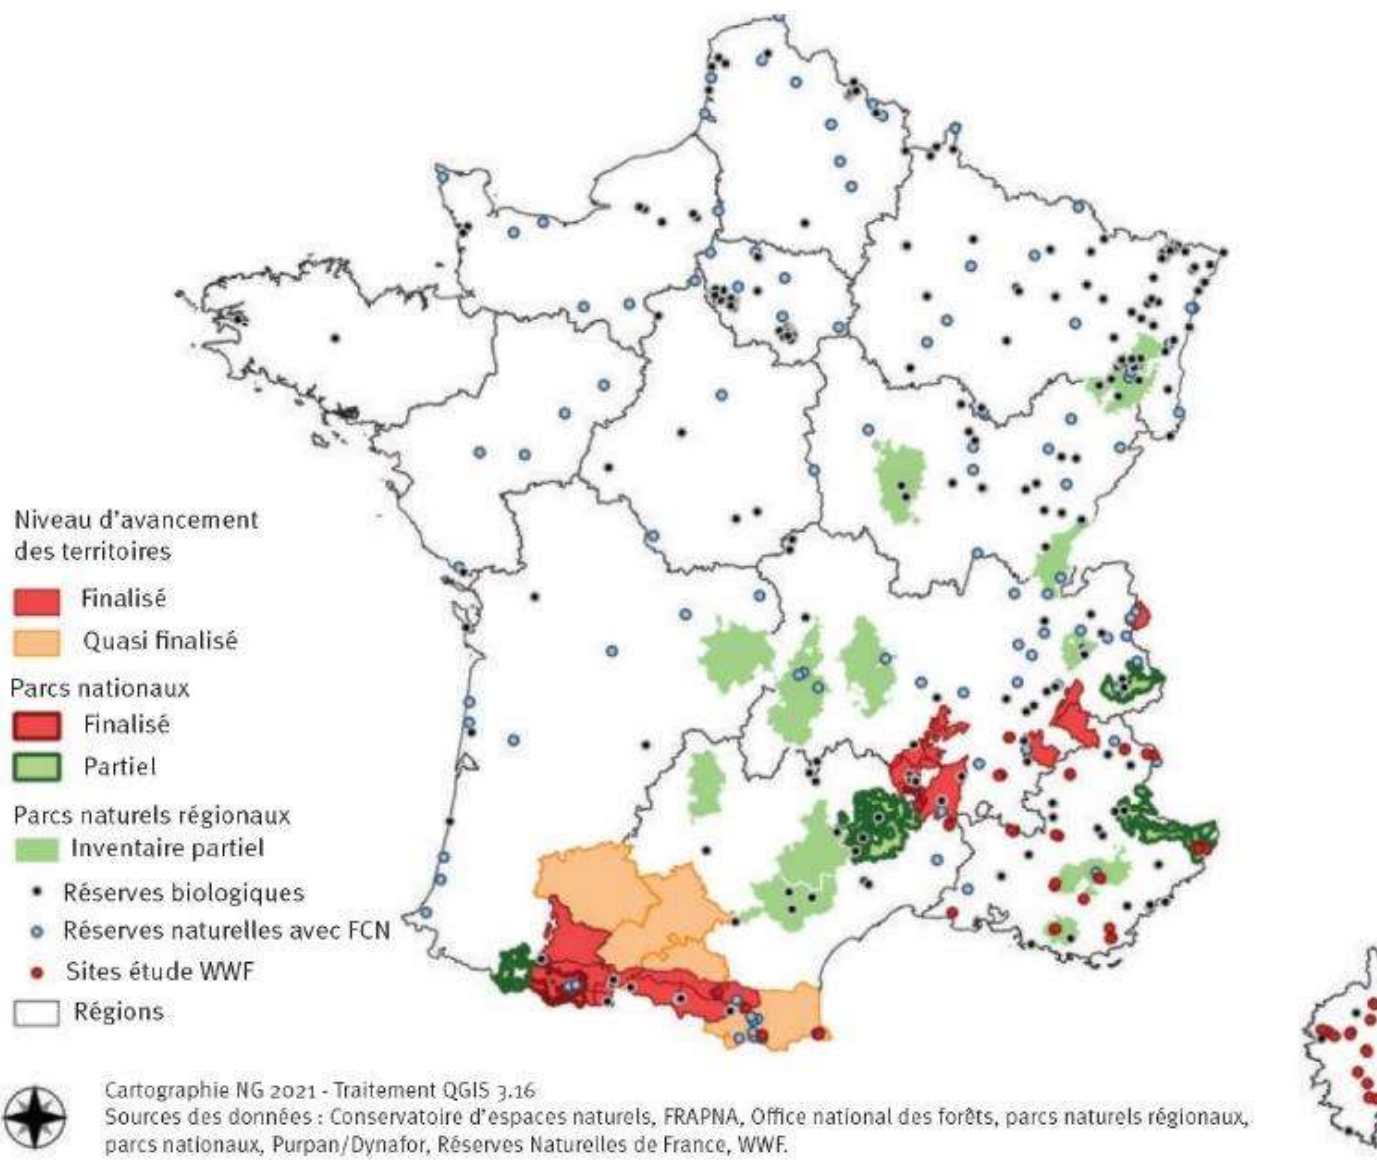 Niveau d'avancement
des territoires
Finalisé
Quasi finalisé
Parcs nationaux
Finalisé
Partiel
Parcs naturels régionaux
Inventaire partiel
Réserves biologiques
Réserves naturelles avec FCN
Sites étude WWF
Régions
Cartographie NG 2021 - Traitement QGIS 3.16
Sources des données : Conservatoire d'espaces naturels, FRAPNA, Office national des forêts, parcs naturels régionaux,
parcs nationaux, Purpan/Dynafor, Réserves Naturelles de France, WWF.